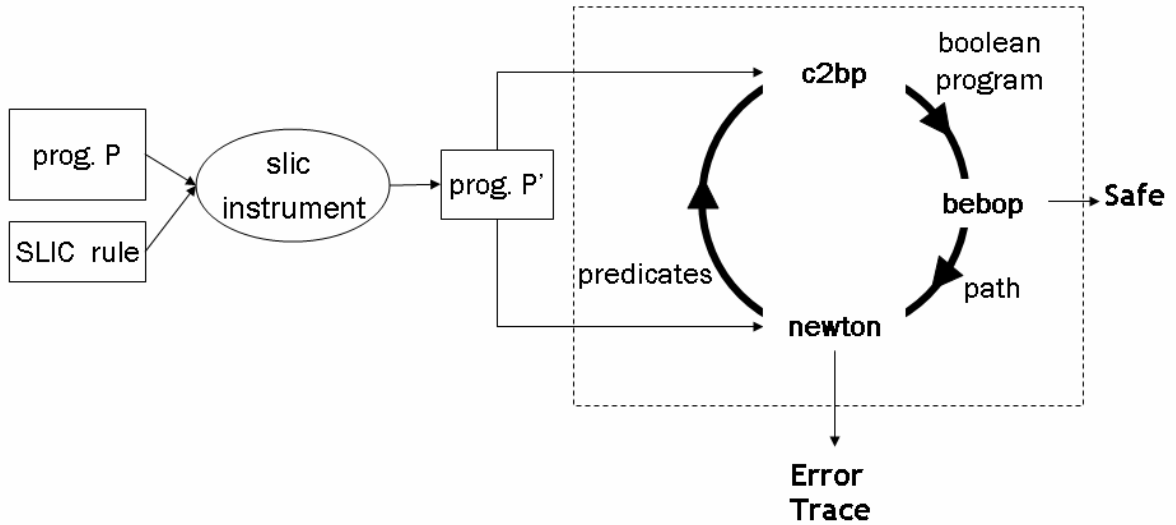 prog. P
SLIC rule
slic
instrument
prog. P'
c2bp
boolean
program
bebop
Safe
path
predicates
newton
Error
Trace